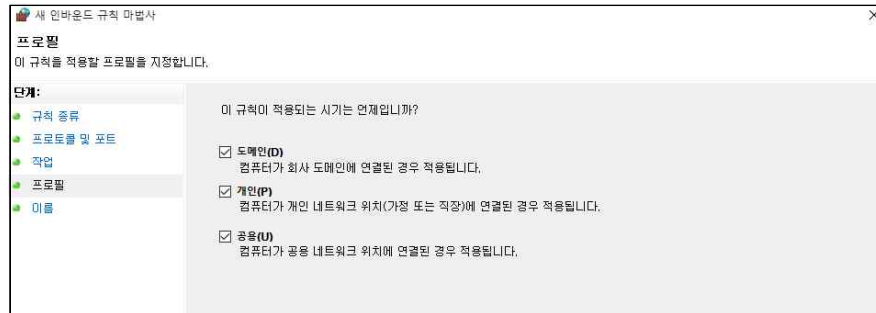 새 인바운드 규칙 마법사
프로필
이 규칙을 적용할 프로필을 지정합니다.
단계:
규칙 종류
프로토콜 및 포트
작업
프로필
이름
이 규칙이 적용되는 시기는 언제입니까?
도메인(D)
컴퓨터가 회사 도메인에 연결된 경우 적용됩니다.
개인(P)
컴퓨터가 개인 네트워크 위치(가정 또는 직장)에 연결된 경우 적용됩니다.
공용(U)
컴퓨터가 공용 네트워크 위치에 연결된 경우 적용됩니다.